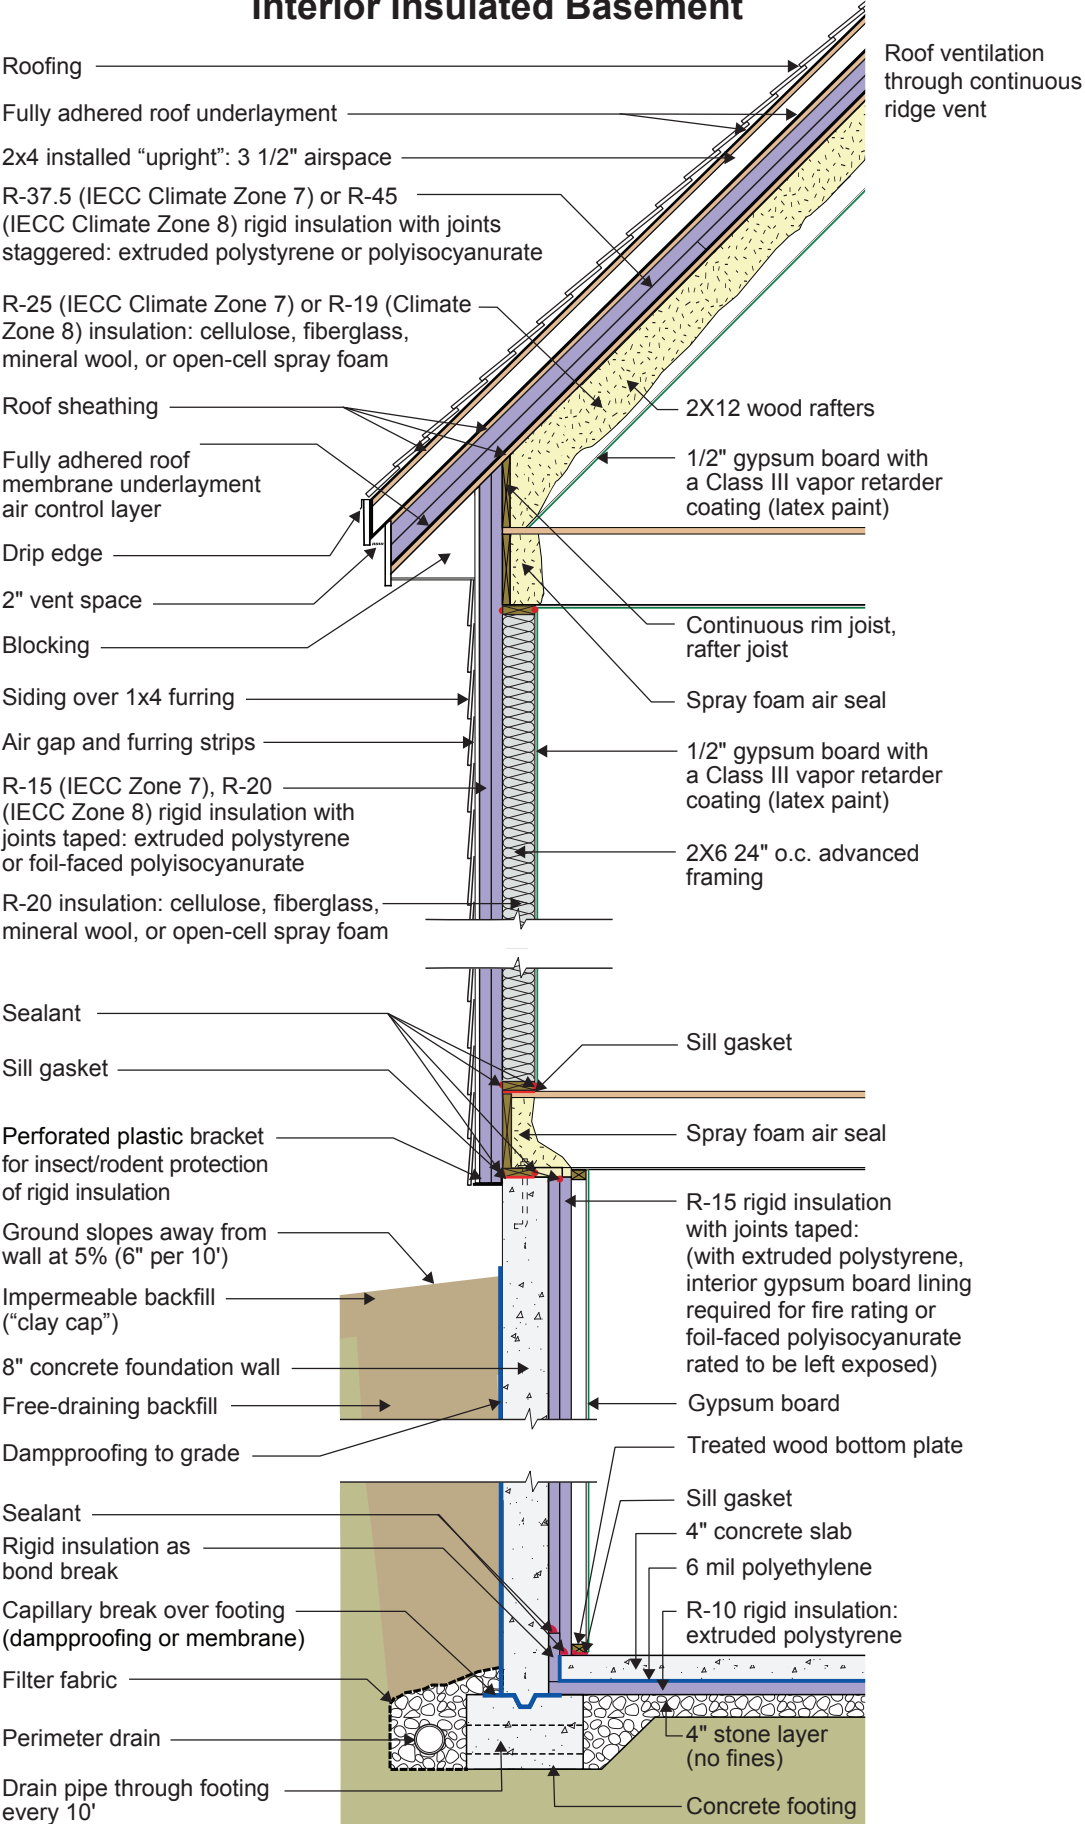 Interior Insulated Basement
Roofing
Fully adhered roof underlayment
2x4 installed “upright”: 3 1/2" airspace
R-37.5 (IECC Climate Zone 7) or R-45
(IECC Climate Zone 8) rigid insulation with joints
staggered: extruded polystyrene or polyisocyanurate
R-25 (IECC Climate Zone 7) or R-19 (Climate
Zone 8) insulation: cellulose, fiberglass,
mineral wool, or open-cell spray foam
Roof sheathing
Fully adhered roof
membrane underlayment
air control layer
Drip edge
2" vent space
Blocking
Siding over 1x4 furring
Air gap and furring strips
R-15 (IECC Zone 7), R-20
(IECC Zone 8) rigid insulation with
joints taped: extruded polystyrene
or foil-faced polyisocyanurate
R-20 insulation: cellulose, fiberglass,
mineral wool, or open-cell spray foam
Sealant
Sill gasket
Perforated plastic bracket
for insect/rodent protection
of rigid insulation
Ground slopes away from
wall at 5% (6" per 10')
Impermeable backfill
(“clay cap”)
8" concrete foundation wall
Free-draining backfill
Dampproofing to grade
Sealant
Rigid insulation as
bond break
Capillary break over footing
(dampproofing or membrane)
Filter fabric
Perimeter drain
Drain pipe through footing
every 10'
Roof ventilation
through continuous
ridge vent
2X12 wood rafters
1/2" gypsum board with
a Class III vapor retarder
coating (latex paint)
Continuous rim joist,
rafter joist
Spray foam air seal
1/2" gypsum board with
a Class III vapor retarder
coating (latex paint)
2X6 24" o.c. advanced
framing
Sill gasket
Spray foam air seal
R-15 rigid insulation
with joints taped:
(with extruded polystyrene,
interior gypsum board lining
required for fire rating or
foil-faced polyisocyanurate
rated to be left exposed)
Gypsum board
Treated wood bottom plate
Sill gasket
4" concrete slab
6 mil polyethylene
R-10 rigid insulation:
extruded polystyrene
4" stone layer
(no fines)
Concrete footing